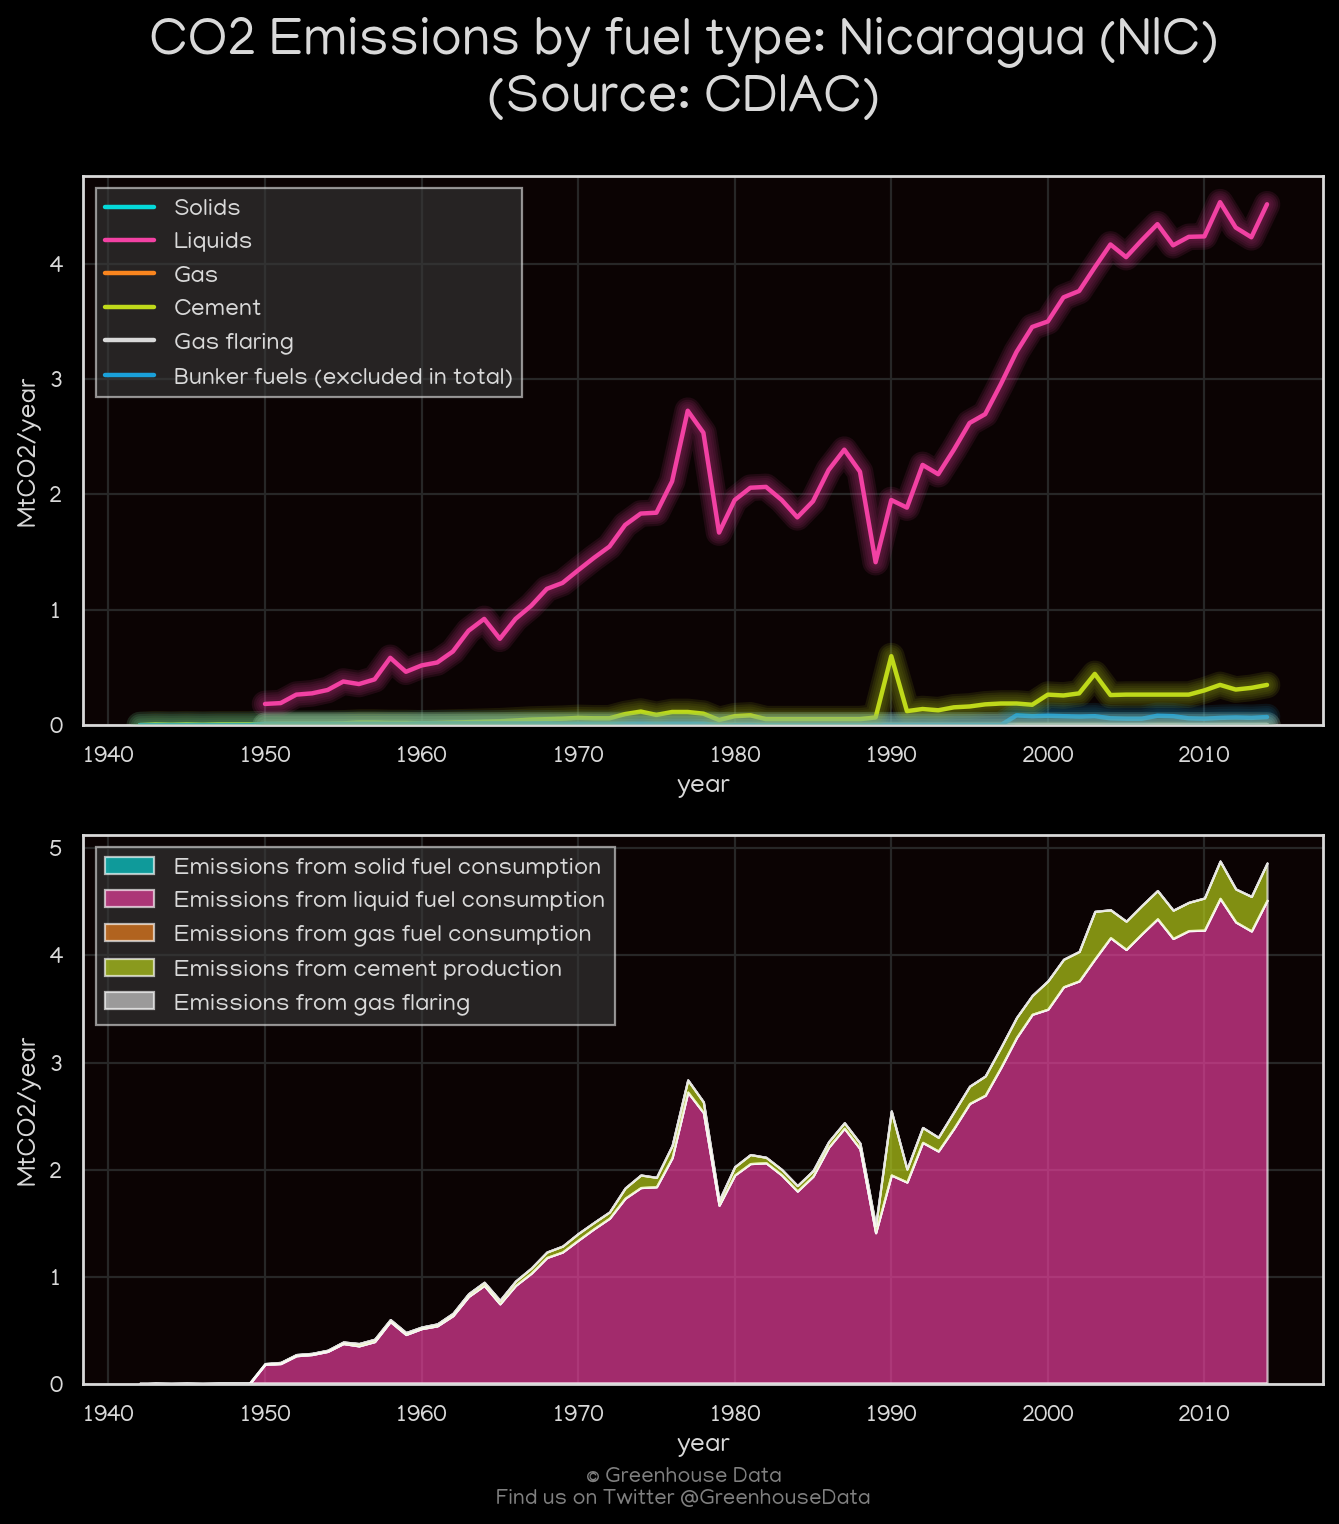 CO2 Emissions by fuel type: Nicaragua (NIC)
(Source: CDIAC)
Solids
Liquids
Gas
Cement
Gas flaring
Bunker fuels (excluded in total)
MtCO2/year
4
3
2
1
0
1940 1950 1960 1970 1980 1990 2000 2010
year
Emissions from solid fuel consumption
Emissions from liquid fuel consumption
Emissions from gas fuel consumption
Emissions from cement production
Emissions from gas flaring
MtCO2/year
5
4
3
2
1
0
1940 1950 1960 1970 1980 1990 2000 2010
year
© Greenhouse Data
Find us on Twitter @GreenhouseData